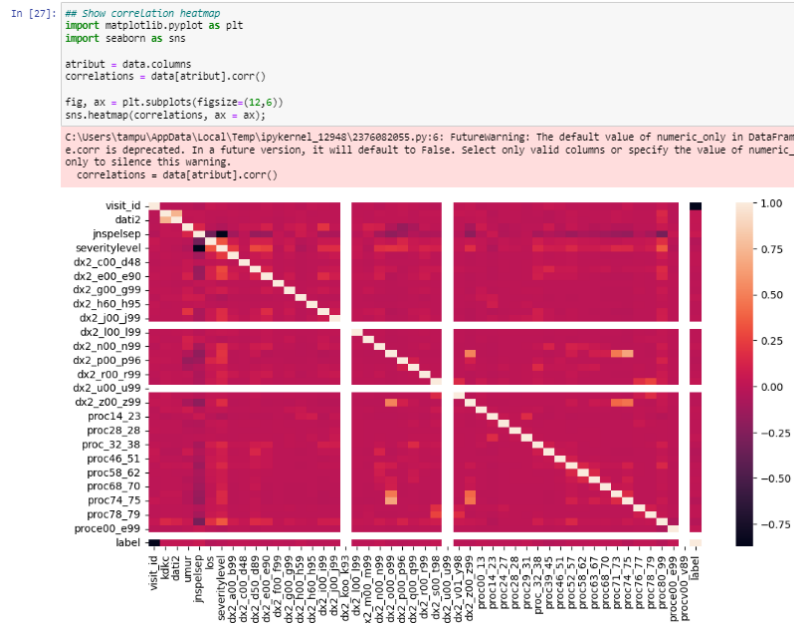 In [27]:
## Show correlation heatmap
import matplotlib.pyplot as plt
import seaborn as sns
atribut = data.columns
correlations = data[atribut].corr()
fig, ax = plt.subplots(figsize=(12,6))
sns.heatmap(correlations, ax = ax);
C:\Users\tampu\AppData\Local\Temp\ipykernel_12948\2376082055.py:6: FutureWarning: The default value of numeric_only in DataFram
e.corr is deprecated. In a future version, it will default to False. Select only valid columns or specify the value of numeric_
only to silence this warning.
correlations = data[atribut].corr()
visit_id
dati2
jnspelsep
severitylevel
dx2_c00_d48
dx2_e00_e90
dx2_g00_g99
dx2_h60_h95
dx2_j00_j99
dx2_l00_l99
dx2_n00_n99
dx2_p00_p96
dx2_r00_r99
dx2_u00_u99
dx2_z00_z99
proc14_23
proc28_28
proc_32_38
proc46_51
proc58_62
proc68_70
proc74_75
proc78_79
proce00_e99
label
1.00
0.75
0.50
0.25
0.00
−0.25
−0.50
−0.75
visit_id
kdkc
dati2
umur
jnspelsep
los
severitylevel
dx2_a00_b99
dx2_c00_d48
dx2_d50_d89
dx2_e00_e90
dx2_f00_f99
dx2_g00_g99
dx2_h00_h59
dx2_h60_h95
dx2_i00_i99
dx2_j00_j99
dx2_koo_k93
dx2_l00_l99
dx2_m00_m99
dx2_n00_n99
dx2_o00_o99
dx2_p00_p96
dx2_q00_q99
dx2_r00_r99
dx2_s00_t98
dx2_u00_u99
dx2_v01_y98
dx2_z00_z99
proc00_13
proc14_23
proc24_27
proc28_28
proc29_31
proc_32_38
proc39_45
proc46_51
proc52_57
proc58_62
proc63_67
proc68_70
proc71_73
proc74_75
proc76_77
proc78_79
proc80_99
proce00_e99
procv00_v89
label